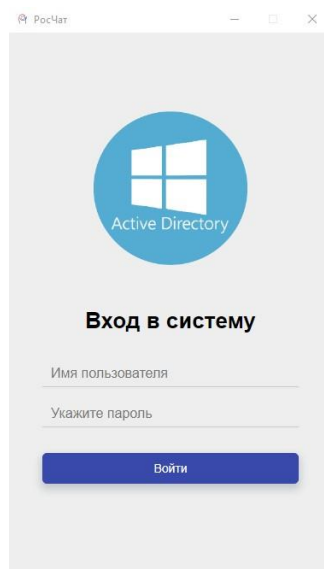 РосЧат
Active Directory
Вход в систему
Имя пользователя
Укажите пароль
Войти